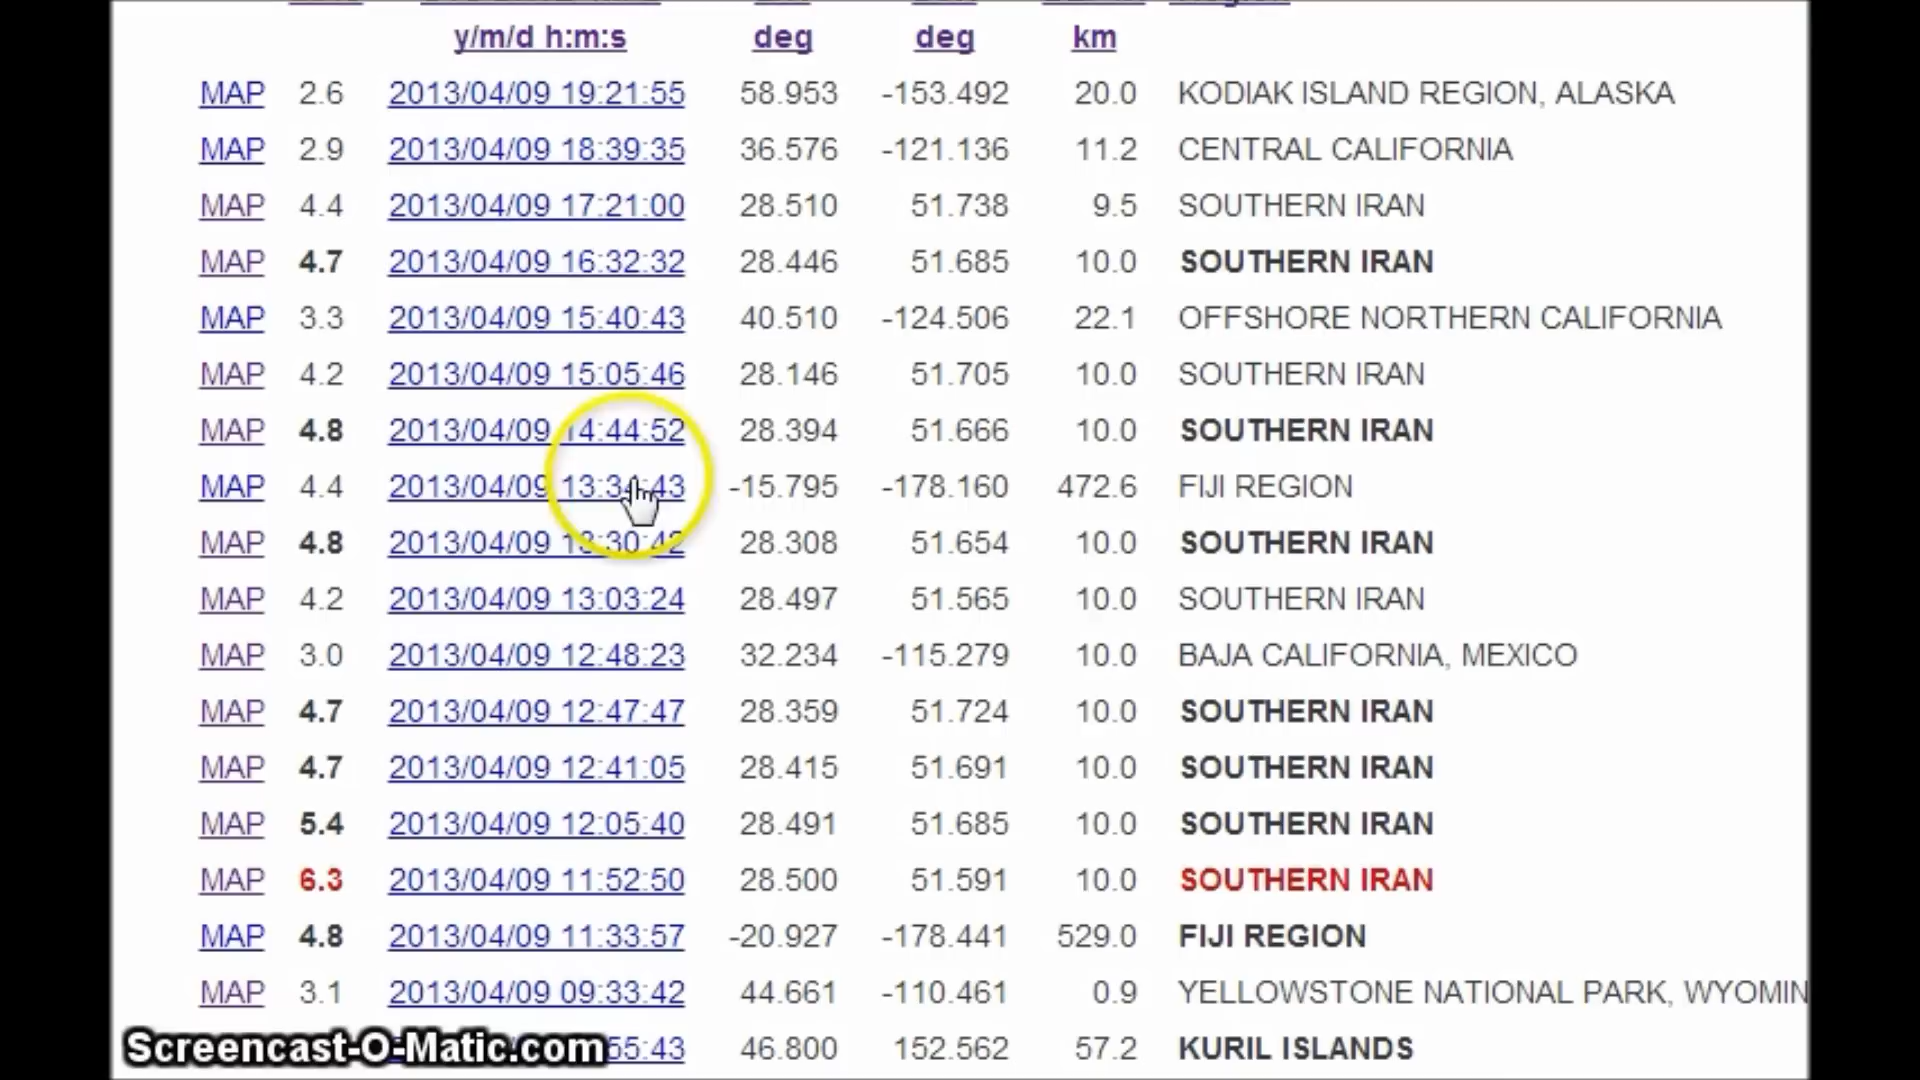 y/m/d h:m:s deg deg km
MAP 2.6 2013/04/09 19:21:55 58.953 -153.492 20.0 KODIAK ISLAND REGION, ALASKA
MAP 2.9 2013/04/09 18:39:35 36.576 -121.136 11.2 CENTRAL CALIFORNIA
MAP 4.4 2013/04/09 17:21:00 28.510 51.738 9.5 SOUTHERN IRAN
MAP 4.7 2013/04/09 16:32:32 28.446 51.685 10.0 SOUTHERN IRAN
MAP 3.3 2013/04/09 15:40:43 40.510 -124.506 22.1 OFFSHORE NORTHERN CALIFORNIA
MAP 4.2 2013/04/09 15:05:46 28.146 51.705 10.0 SOUTHERN IRAN
MAP 4.8 2013/04/09 14:44:52 28.394 51.666 10.0 SOUTHERN IRAN
MAP 4.4 2013/04/09 -15.795 -178.160 472.6 FIJI REGION
MAP 4.8 2013/04/09 13:30:42 28.308 51.654 10.0 SOUTHERN IRAN
MAP 4.2 2013/04/09 13:03:24 28.497 51.565 10.0 SOUTHERN IRAN
MAP 3.0 2013/04/09 12:48:23 32.234 -115.279 10.0 BAJA CALIFORNIA, MEXICO
MAP 4.7 2013/04/09 12:47:47 28.359 51.724 10.0 SOUTHERN IRAN
MAP 4.7 2013/04/09 12:41:05 28.415 51.691 10.0 SOUTHERN IRAN
MAP 5.4 2013/04/09 12:05:40 28.491 51.685 10.0 SOUTHERN IRAN
MAP 6.3 2013/04/09 11:52:50 28.500 51.591 10.0 SOUTHERN IRAN
MAP 4.8 2013/04/09 11:33:57 -20.927 -178.441 529.0 FIJI REGION
MAP 3.1 2013/04/09 09:33:42 44.661 -110.461 0.9 YELLOWSTONE NATIONAL PARK, WYOMIN
Screencast-O-Matic.com 55:43 46.800 152.562 57.2 KURIL ISLANDS